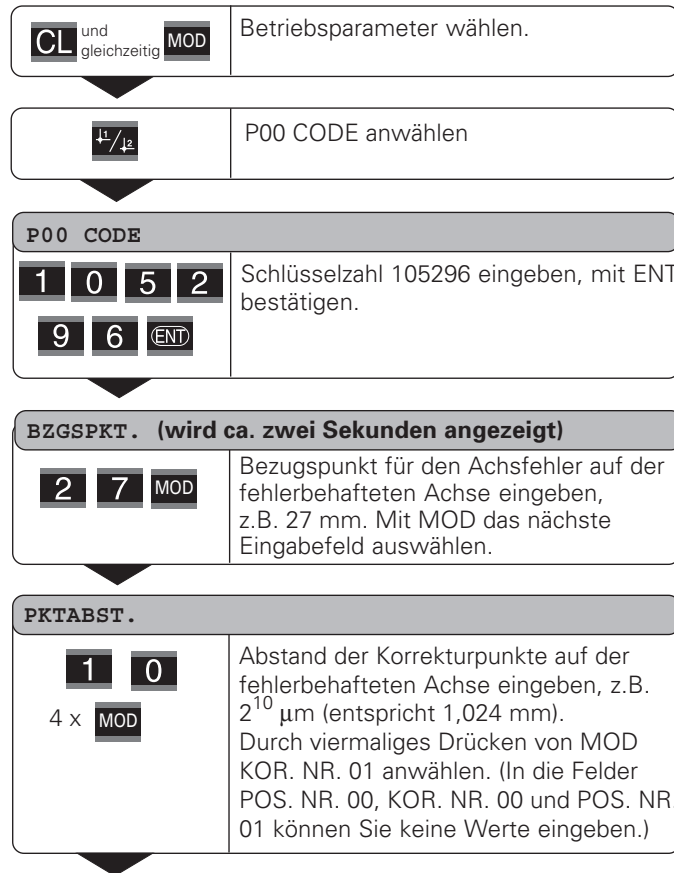 CL und gleichzeitig MOD
Betriebsparameter wählen.
P00 CODE anwählen
P00 CODE
1 0 5 2
9 6 ENT
Schlüsselzahl 105296 eingeben, mit ENT
bestätigen.
BZGSPKT. (wird ca. zwei Sekunden angezeigt)
2 7 MOD
Bezugspunkt für den Achsfehler auf der
fehlerbehafteten Achse eingeben,
z.B. 27 mm. Mit MOD das nächste
Eingabefeld auswählen.
PKTABST.
1 0
4 x MOD
Abstand der Korrekturpunkte auf der
fehlerbehafteten Achse eingeben, z.B.
2^10 µm (entspricht 1,024 mm).
Durch viermaliges Drücken von MOD
KOR. NR. 01 anwählen. (In die Felder
POS. NR. 00, KOR. NR. 00 und POS. NR.
01 können Sie keine Werte eingeben.)